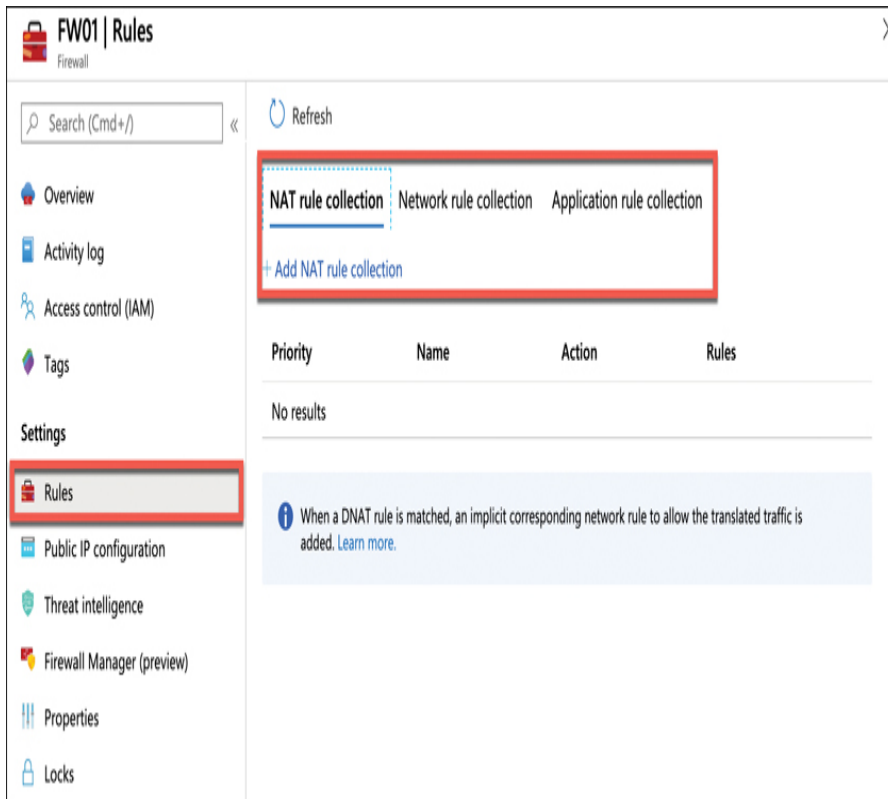 FW01 | Rules
Firewall
Search (Cmd+/)
«
Refresh
Overview
Activity log
Access control (IAM)
Tags
Settings
Rules
Public IP configuration
Threat intelligence
Firewall Manager (preview)
Properties
Locks
NAT rule collection
Network rule collection
Application rule collection
+ Add NAT rule collection
Priority Name Action Rules
No results
When a DNAT rule is matched, an implicit corresponding network rule to allow the translated traffic is
added. Learn more.